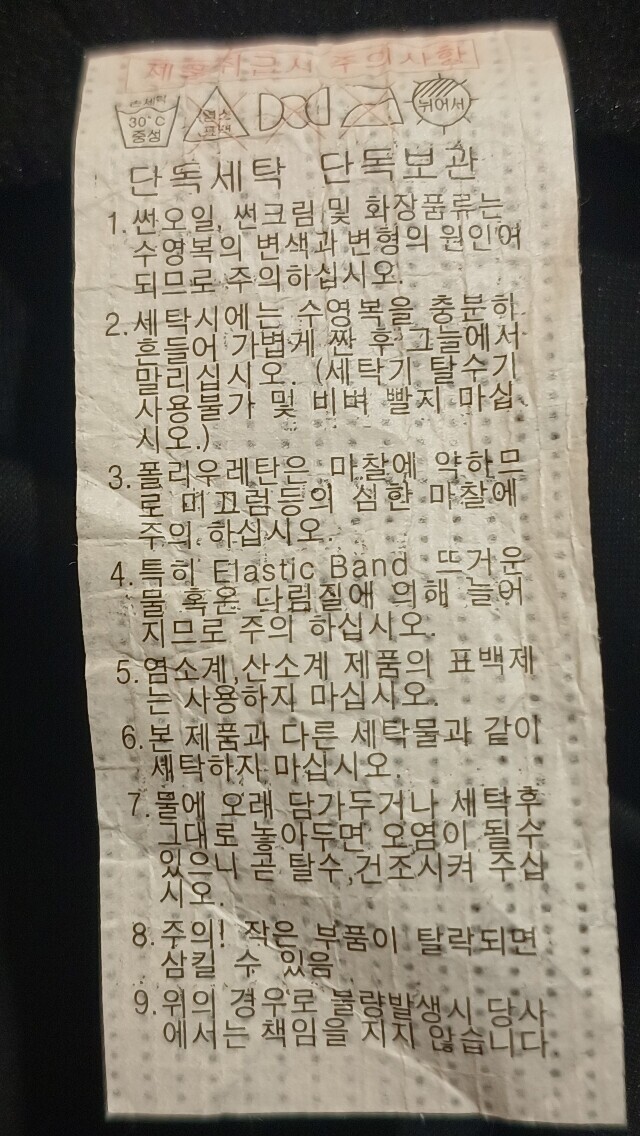 제품취급시 주의사항
손세탁
30°C
중성
염소
표백
뉘어서
단독세탁 단독보관
1. 썬오일, 썬크림 및 화장품류는
수영복의 변색과 변형의 원인이
되므로 주의하십시오.
2. 세탁시에는 수영복을 충분히
흔들어 가볍게 짠 후 그늘에서
말리십시오. (세탁기 탈수기
사용불가 및 비벼 빨지 마십
시오.)
3. 폴리우레탄은 마찰에 약하므
로 미끄럼등의 심한 마찰에
주의 하십시오.
4. 특히 Elastic Band 뜨거운
물 혹은 다림질에 의해 늘어
지므로 주의 하십시오.
5. 염소계,산소계 제품의 표백제
는 사용하지 마십시오.
6. 본 제품과 다른 세탁물과 같이
세탁하지 마십시오.
7. 물에 오래 담가두거나 세탁후
그대로 놓아두면 오염이 될수
있으니 곧 탈수,건조시켜 주십
시오.
8. 주의! 작은 부품이 탈락되면
삼킬 수 있음
9. 위의 경우로 불량발생시 당사
에서는 책임을 지지 않습니다.